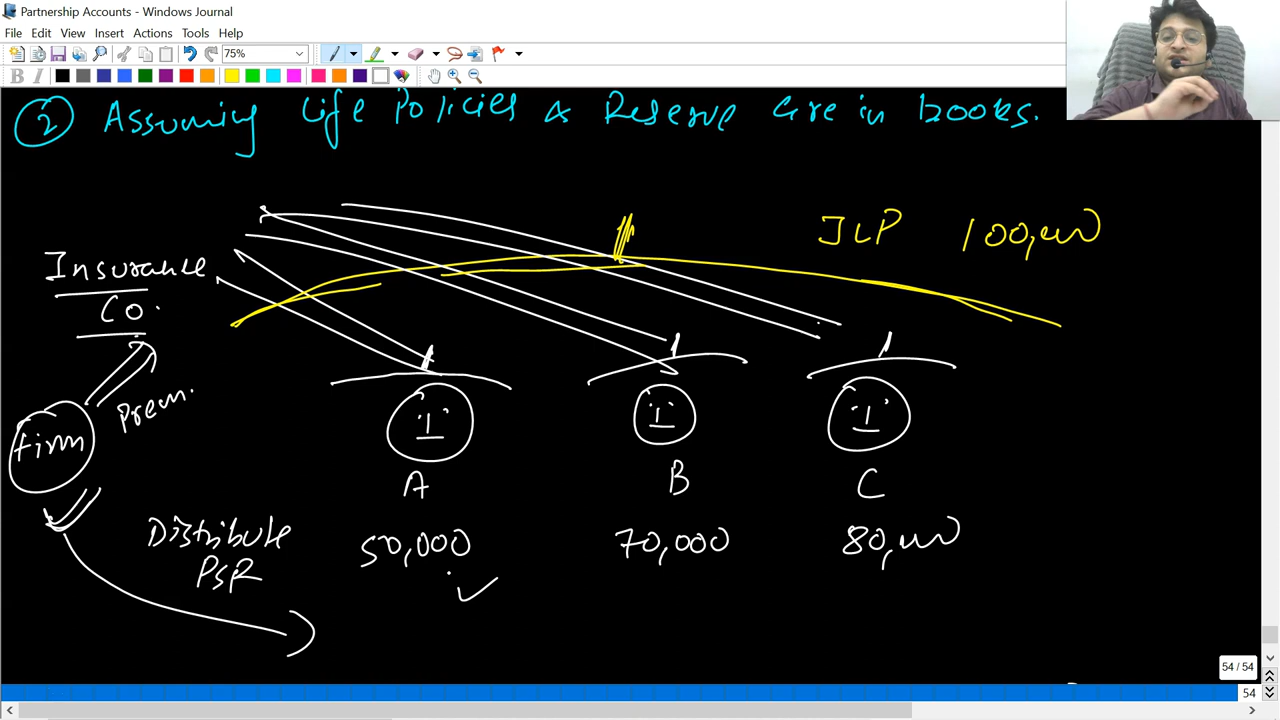 Partnership Accounts - Windows Journal
File Edit View Insert Actions Tools Help
75%
B I
② Assuming Life Policies & Reserve are in books.
JLP 100,000
Insurance
Co.
Prem.
firm
A B C
Distribute 50,000 70,000 80,000
PSR
54 / 54
54